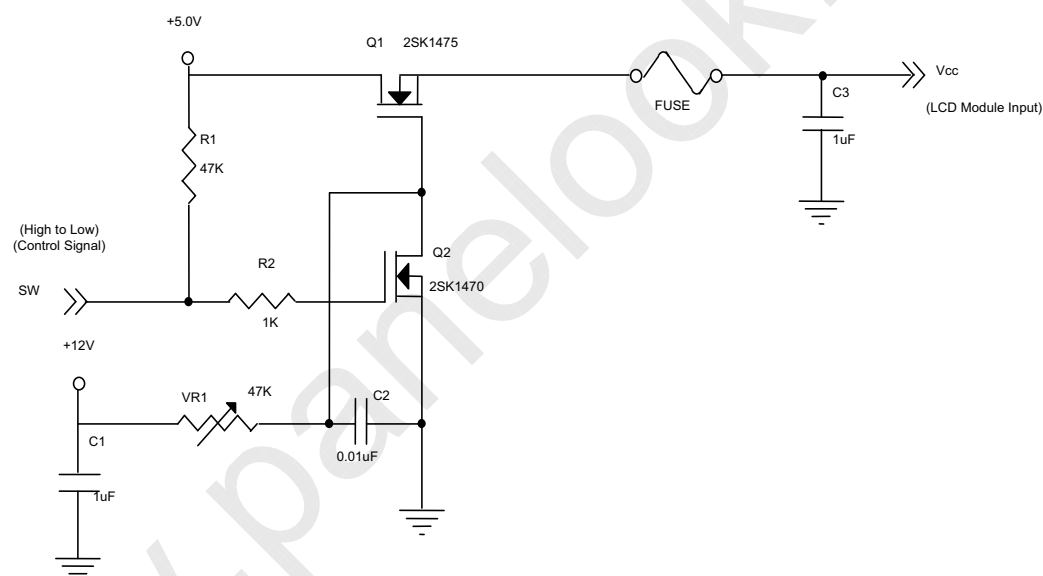 +5.0V
Q1 2SK1475
Vcc
C3
FUSE
(LCD Module Input)
R1
1uF
47K
(High to Low)
(Control Signal)
Q2
R2
SW
2SK1470
1K
+12V
VR1
47K
C2
C1
0.01uF
1uF
.panelook